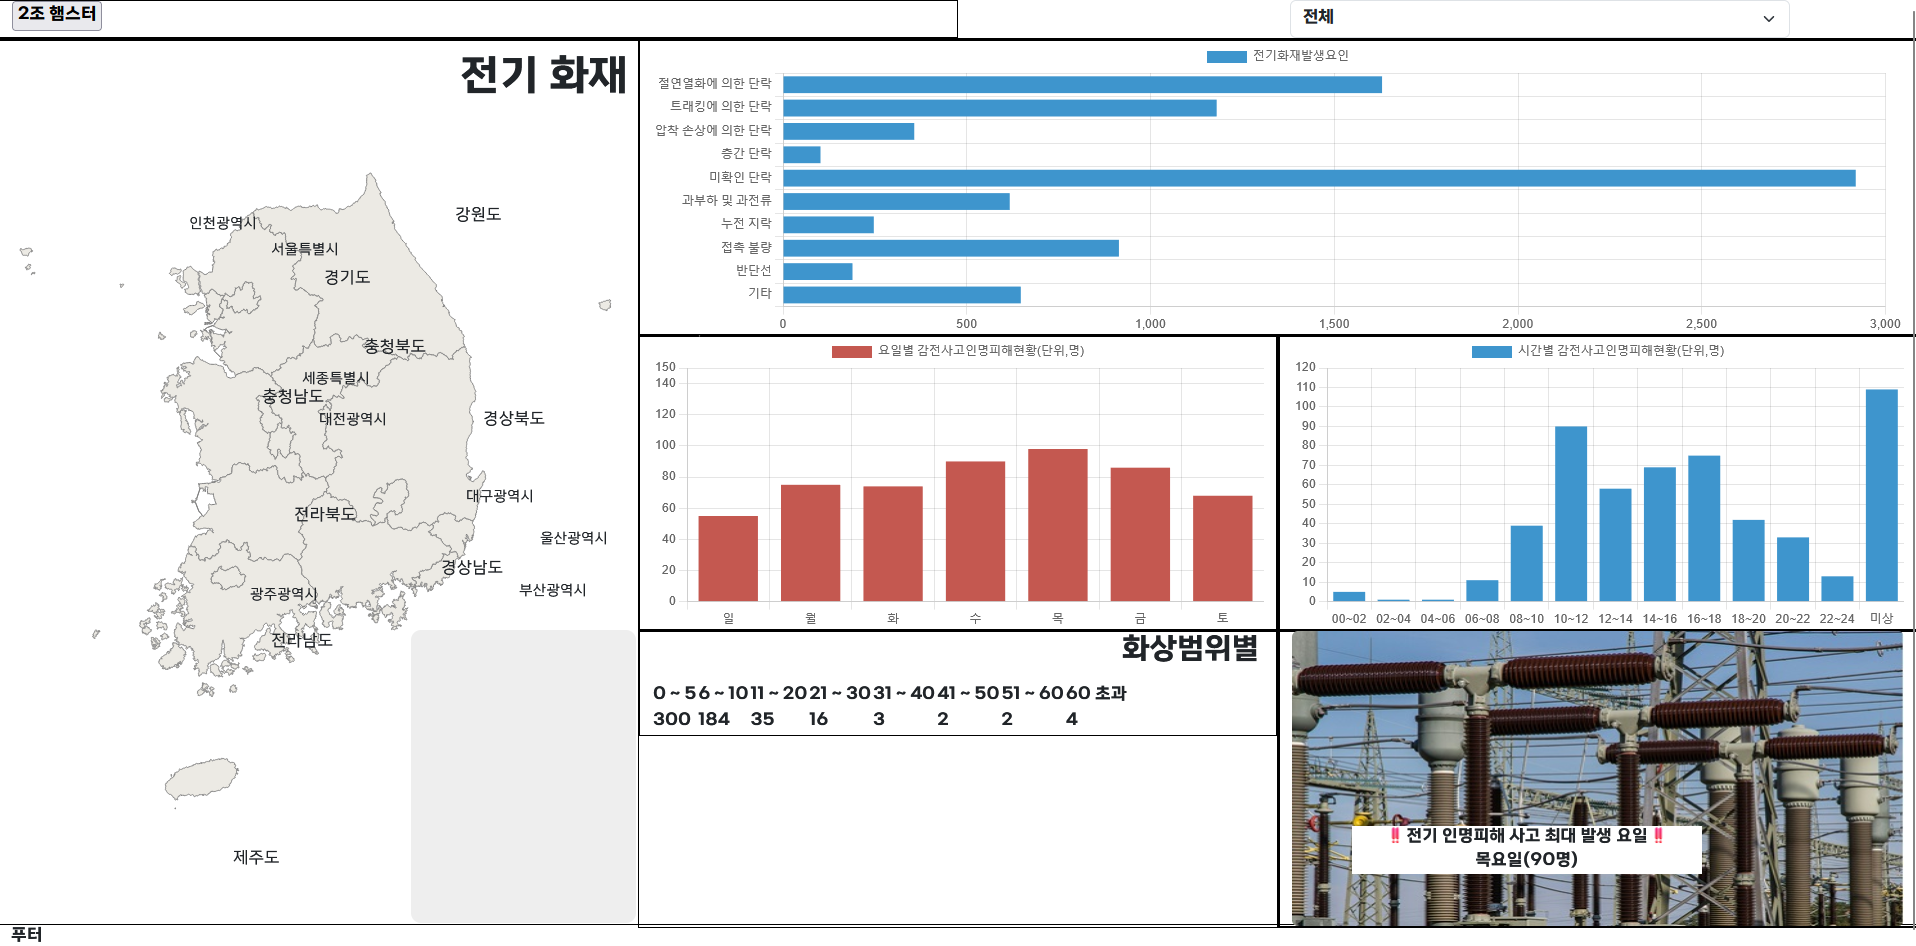 2조 햄스터
전체
전기 화재
인천광역시
강원도
서울특별시
경기도
충청북도
세종특별시
충청남도
대전광역시
경상북도
대구광역시
전라북도
울산광역시
경상남도
부산광역시
광주광역시
전라남도
제주도
전기화재발생요인
절연열화에 의한 단락
트래킹에 의한 단락
압착 손상에 의한 단락
층간 단락
미확인 단락
과부하 및 과전류
누전 지락
접촉 불량
반단선
기타
0 500 1,000 1,500 2,000 2,500 3,000
요일별 감전사고인명피해현황(단위,명)
150
140
120
100
80
60
40
20
0
일 월 화 수 목 금 토
시간별 감전사고인명피해현황(단위,명)
120
110
100
90
80
70
60
50
40
30
20
10
0
00~02 02~04 04~06 06~08 08~10 10~12 12~14 14~16 16~18 18~20 20~22 22~24 미상
화상범위별
0 ~ 5 6 ~ 10 11 ~ 20 21 ~ 30 31 ~ 40 41 ~ 50 51 ~ 60 60 초과
300 184 35 16 3 2 2 4
‼️전기 인명피해 사고 최대 발생 요일‼️
목요일(90명)
푸터